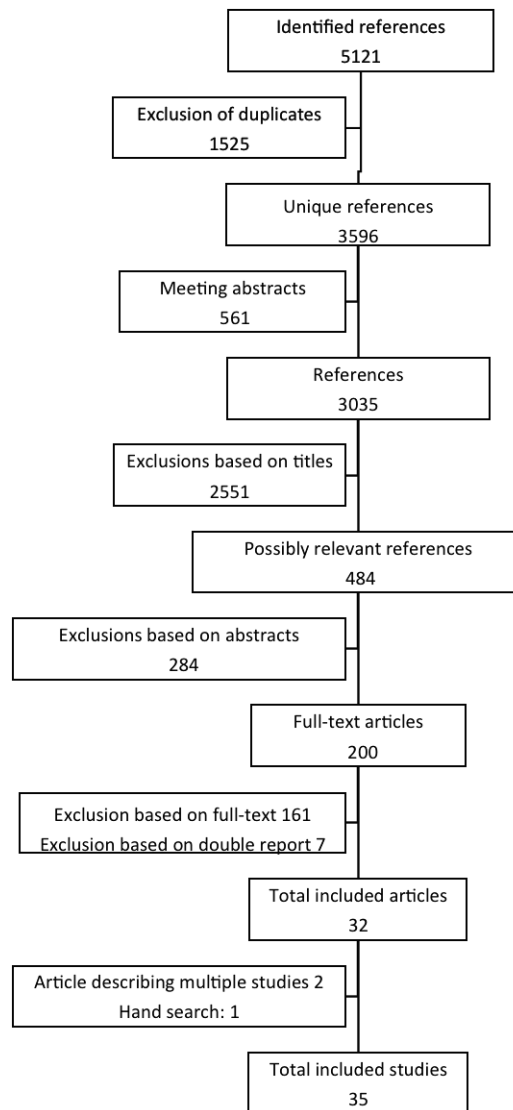 Identified references
5121
Exclusion of duplicates
1525
Unique references
3596
Meeting abstracts
561
References
3035
Exclusions based on titles
2551
Possibly relevant references
484
Exclusions based on abstracts
284
Full-text articles
200
Exclusion based on full-text 161
Exclusion based on double report 7
Total included articles
32
Article describing multiple studies 2
Hand search: 1
Total included studies
35